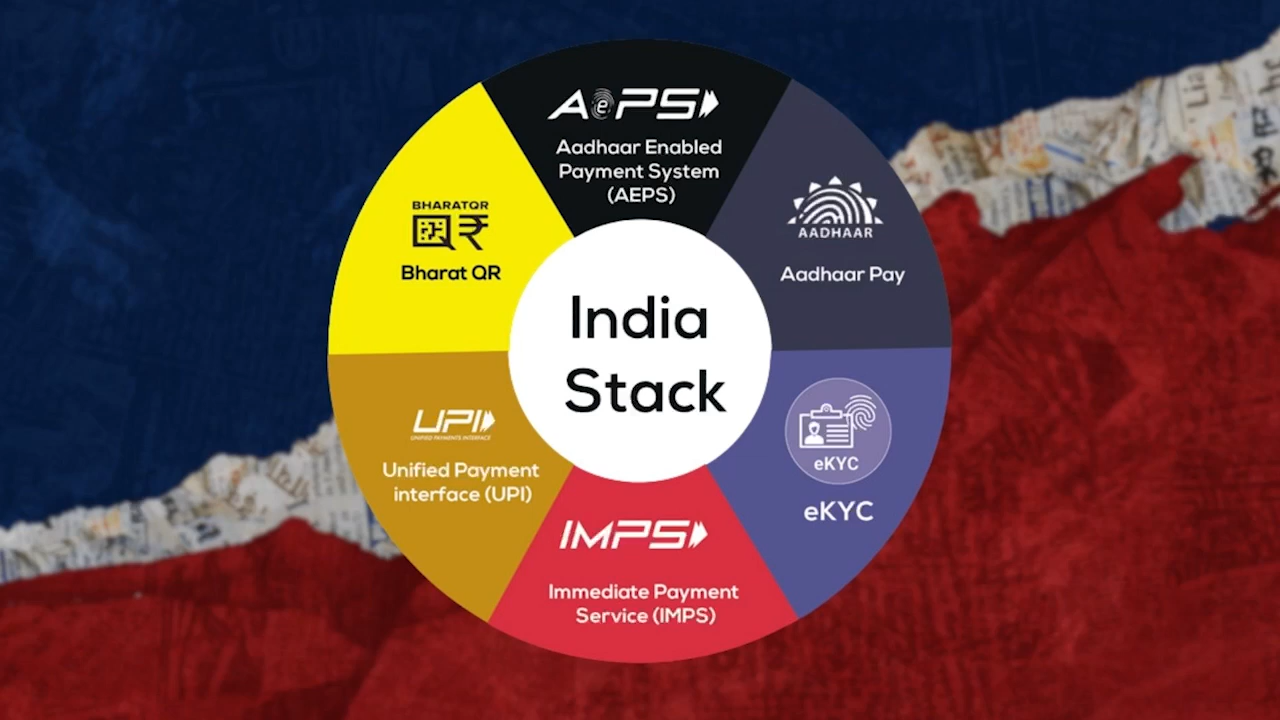 AePS
Aadhaar Enabled
Payment System
(AEPS)
AADHAAR
Aadhaar Pay
eKYC
eKYC
IMPS
Immediate Payment
Service (IMPS)
UPI
UNIFIED PAYMENTS INTERFACE
Unified Payment
interface (UPI)
BHARATQR
Bharat QR
India
Stack